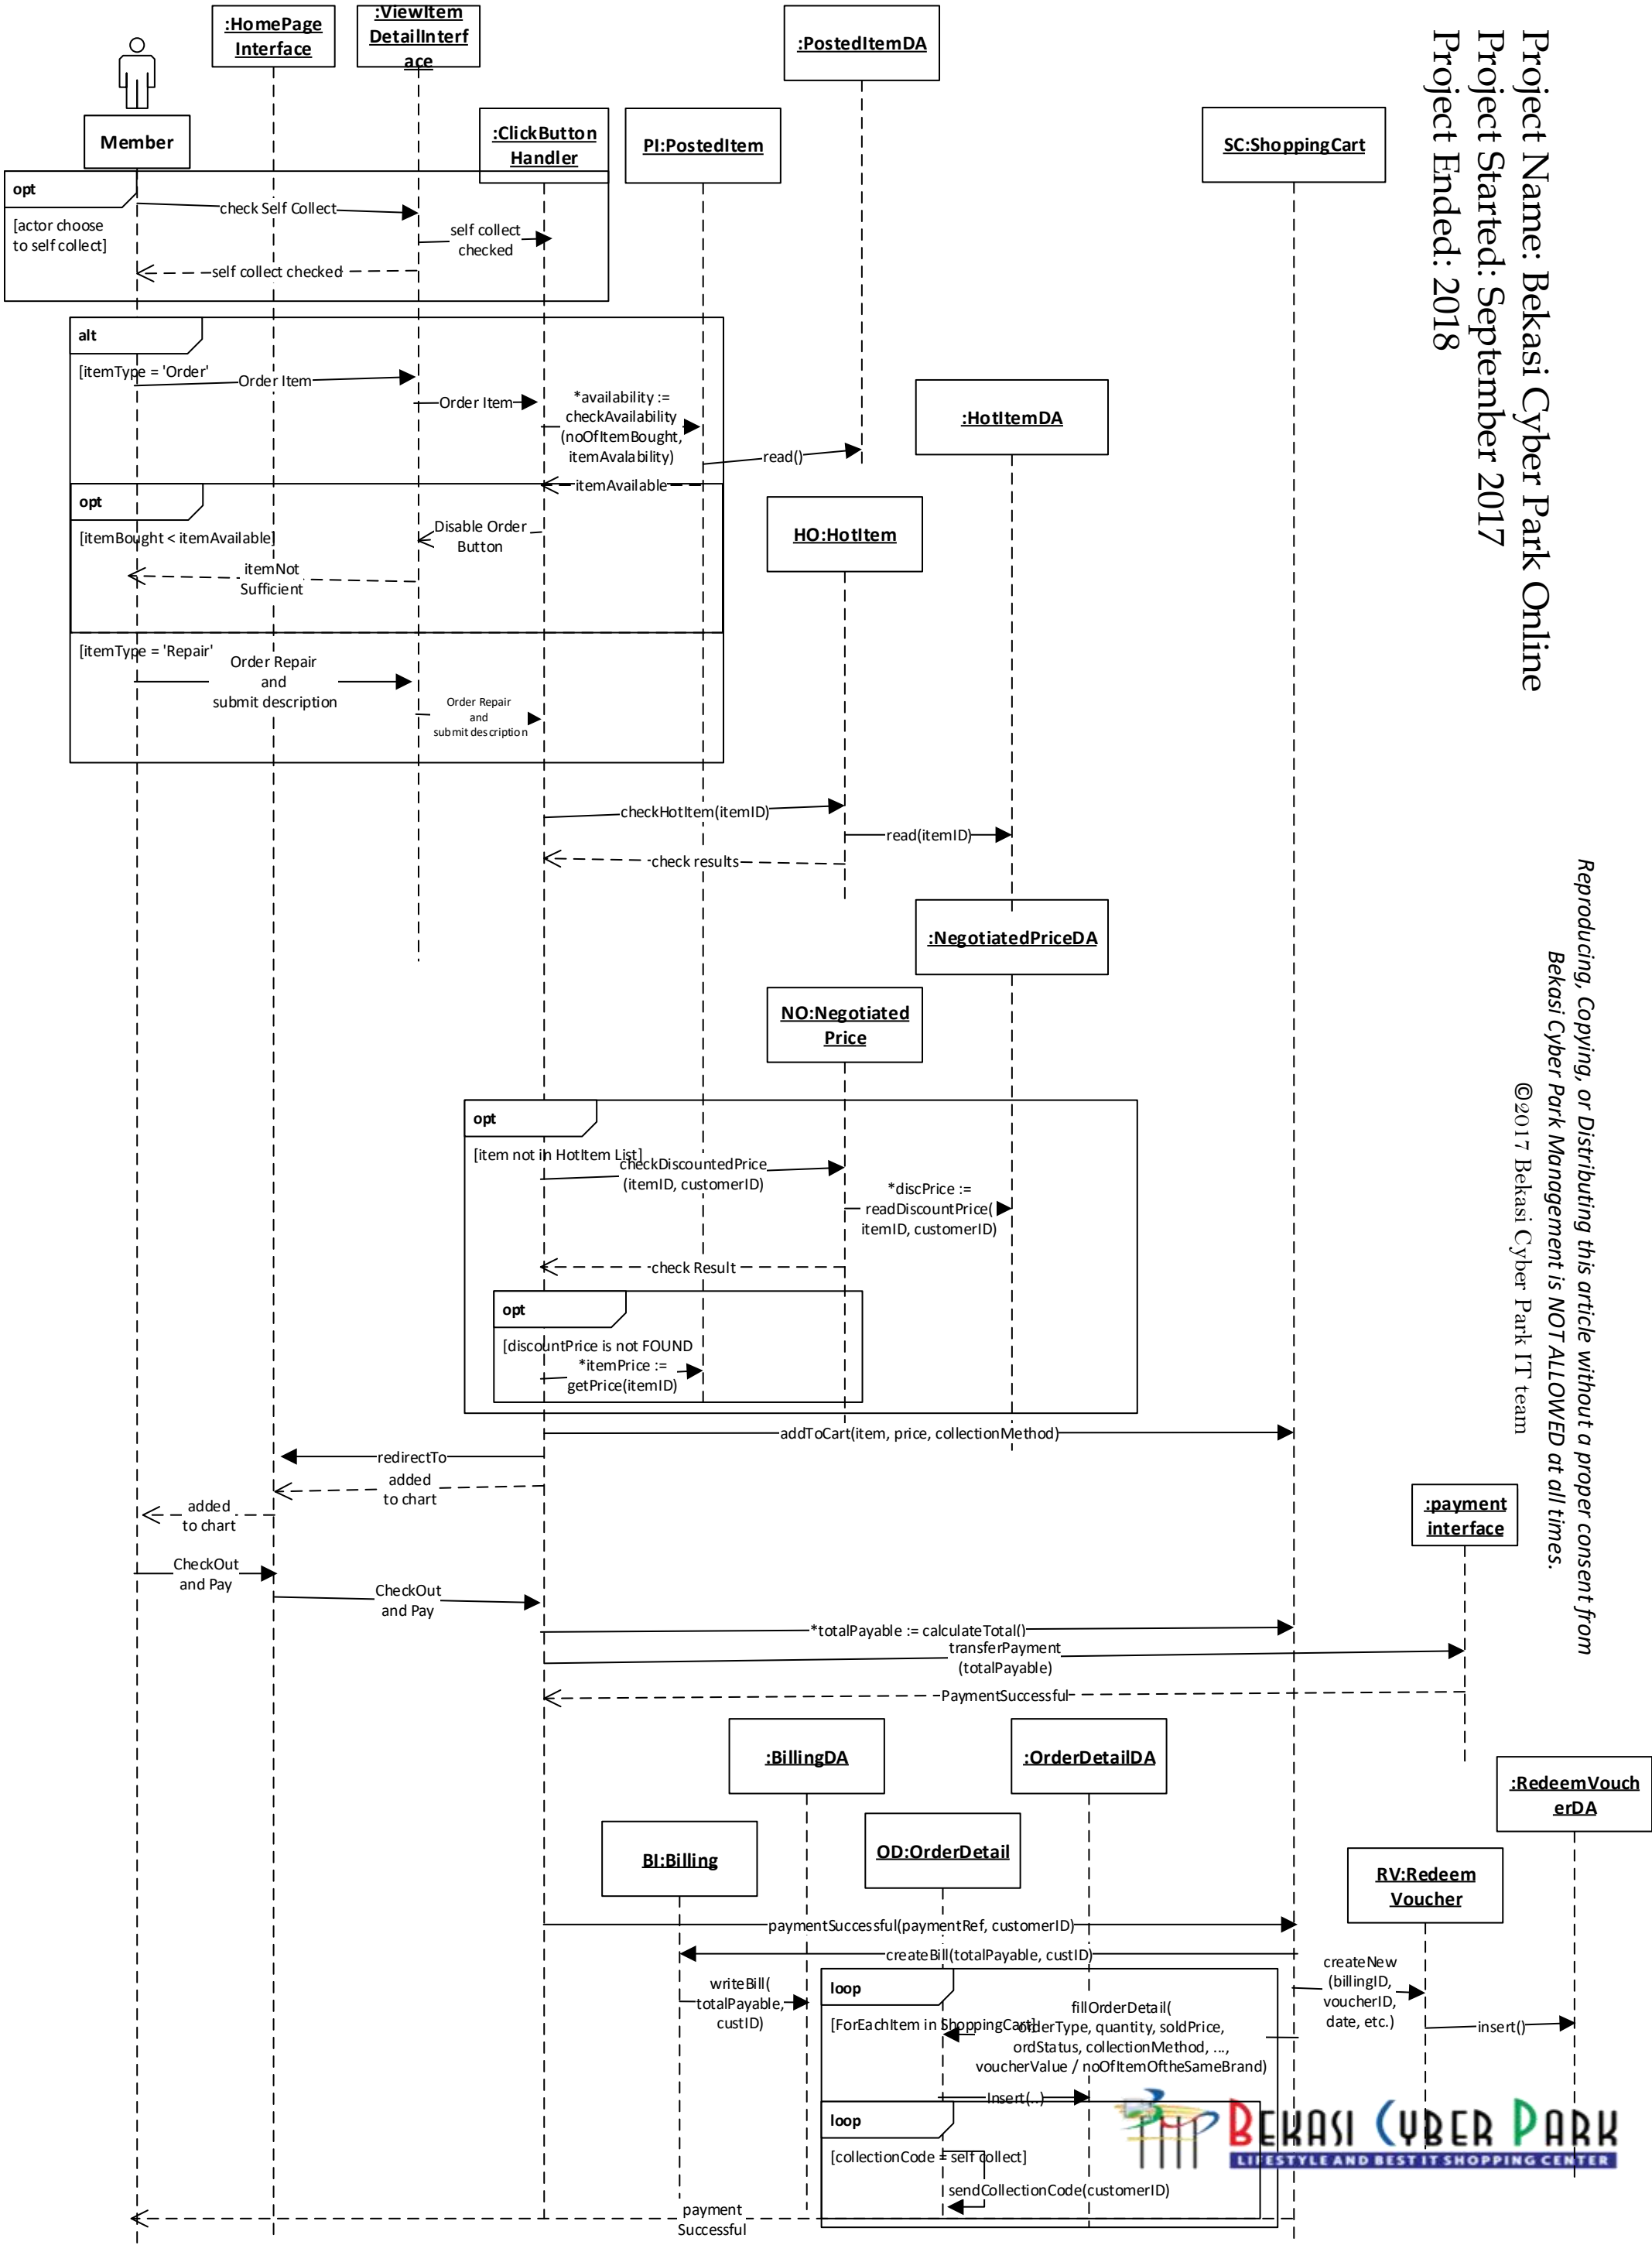 :HomePage
Interface
:ViewItem
DetailInterf
ace
:PostedItemDA
Member
:ClickButton
Handler
PI:PostedItem
SC:ShoppingCart
Project Name: Bekasi Cyber Park Online
Project Started: September 2017
Project Ended: 2018
opt
[actor choose
to self collect]
check Self Collect
self collect
checked
self collect checked
alt
[itemType = 'Order'
Order Item
Order Item
*availability :=
checkAvailability
(noOfItemBought,
itemAvalability)
read()
:HotItemDA
itemAvailable
opt
[itemBought < itemAvailable]
Disable Order
Button
itemNot
Sufficient
HO:HotItem
[itemType = 'Repair'
Order Repair
and
submit description
Order Repair
and
submit description
checkHotItem(itemID)
read(itemID)
check results
:NegotiatedPriceDA
NO:Negotiated
Price
Reproducing, Copying, or Distributing this article without a proper consent from
Bekasi Cyber Park Management is NOT ALLOWED at all times.
©2017 Bekasi Cyber Park IT team
opt
[item not in HotItem List]
checkDiscountedPrice
(itemID, customerID)
*discPrice :=
readDiscountPrice(
itemID, customerID)
check Result
opt
[discountPrice is not FOUND
*itemPrice :=
getPrice(itemID)
addToCart(item, price, collectionMethod)
redirectTo
added
to chart
added
to chart
:payment
interface
CheckOut
and Pay
CheckOut
and Pay
*totalPayable := calculateTotal()
transferPayment
(totalPayable)
PaymentSuccessful
:BillingDA
:OrderDetailDA
:RedeemVouch
erDA
BI:Billing
OD:OrderDetail
RV:Redeem
Voucher
paymentSuccessful(paymentRef, customerID)
createBill(totalPayable, custID)
writeBill(
totalPayable,
custID)
createNew
(billingID,
voucherID,
date, etc.)
insert()
loop
[ForEachItem in ShoppingCart]
fillOrderDetail(
orderType, quantity, soldPrice,
ordStatus, collectionMethod, ...,
voucherValue / noOfItemOftheSameBrand)
Insert(..)
loop
[collectionCode = self collect]
sendCollectionCode(customerID)
payment
Successful
BEKASI CYBER PARK
LIFESTYLE AND BEST IT SHOPPING CENTER